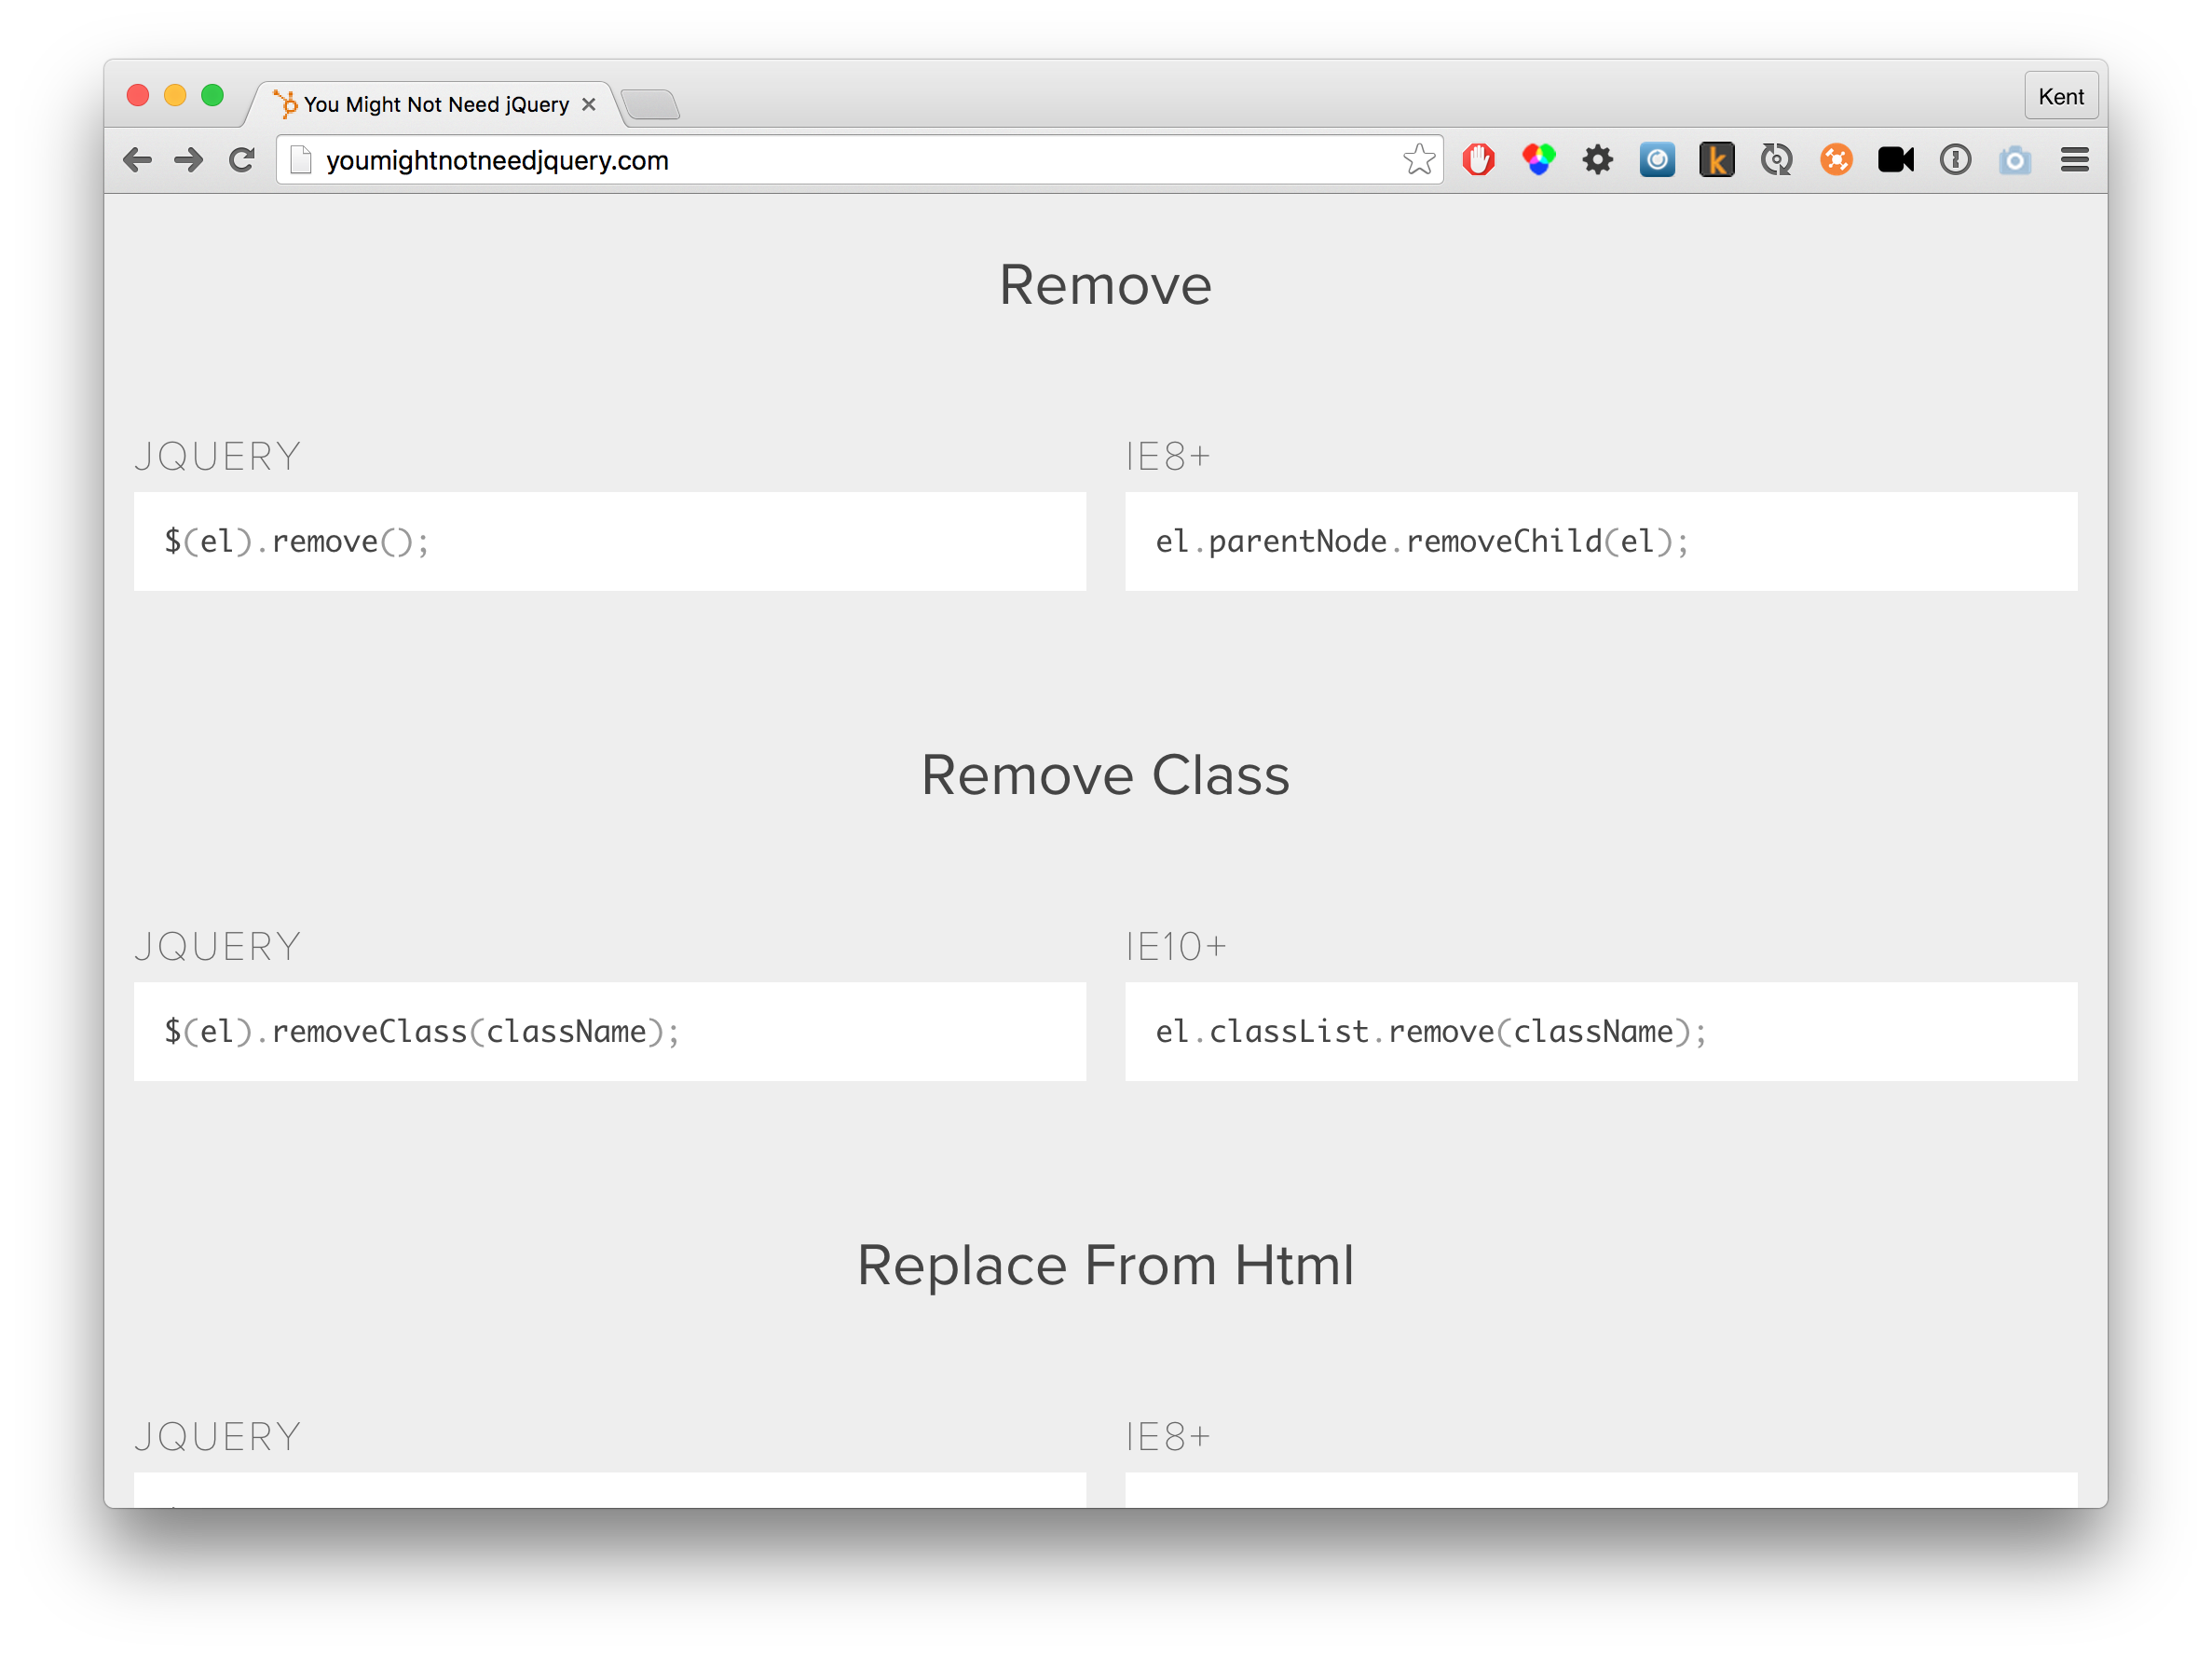 You Might Not Need jQuery
Kent
youmightnotneedjquery.com
Remove
JQUERY
IE8+
$(el).remove();
el.parentNode.removeChild(el);
Remove Class
JQUERY
IE10+
$(el).removeClass(className);
el.classList.remove(className);
Replace From Html
JQUERY
IE8+